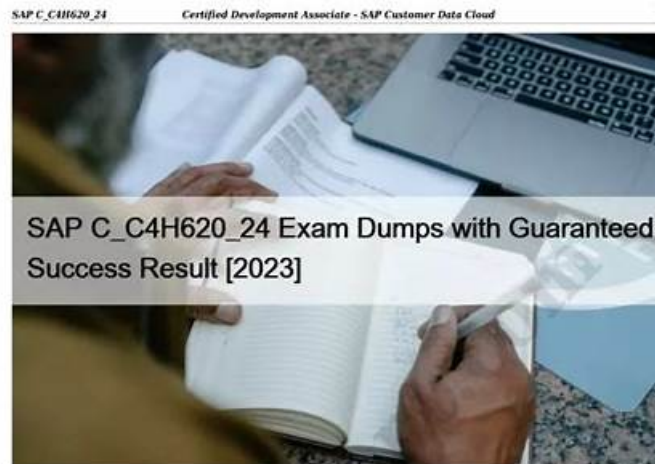 SAP C_C4H620_24 Certified Development Associate - SAP Customer Data Cloud
SAP C_C4H620_24 Exam Dumps with Guaranteed
Success Result [2023]